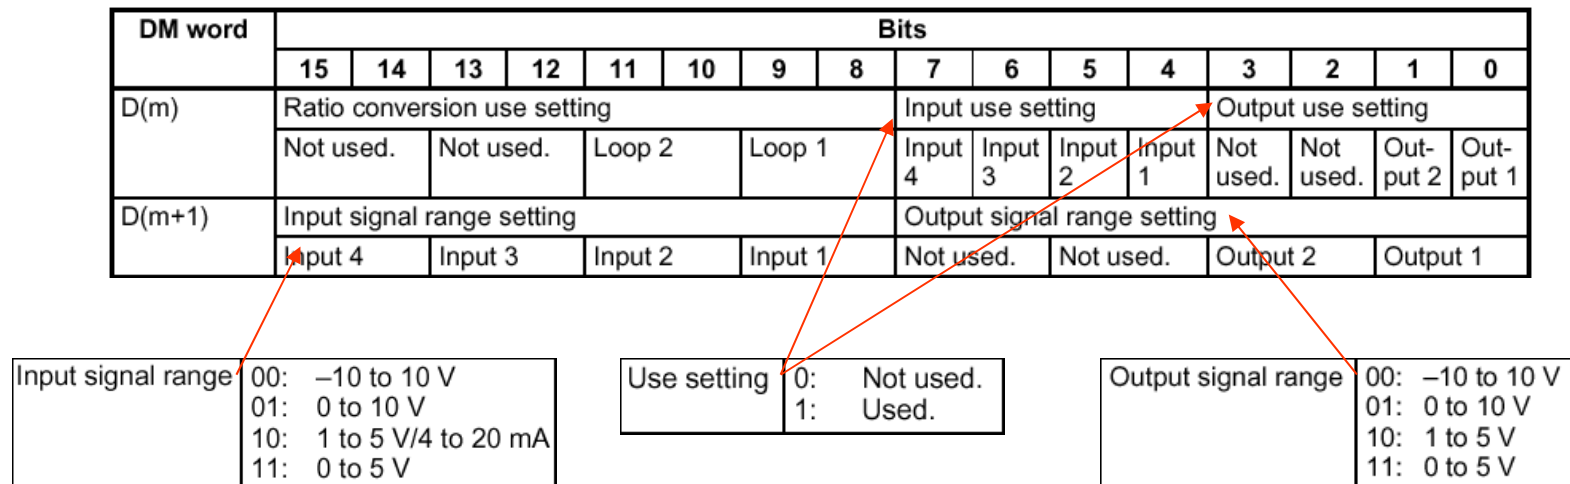 DM word Bits
15 14 13 12 11 10 9 8 7 6 5 4 3 2 1 0
D(m) Ratio conversion use setting Input use setting Output use setting
Not used. Not used. Loop 2 Loop 1 Input Input Input Input Not Not Out- Out-
4 3 2 1 used. used. put 2 put 1
D(m+1) Input signal range setting Output signal range setting
Input 4 Input 3 Input 2 Input 1 Not used. Not used. Output 2 Output 1
Input signal range 00: –10 to 10 V
01: 0 to 10 V
10: 1 to 5 V/4 to 20 mA
11: 0 to 5 V
Use setting 0: Not used.
1: Used.
Output signal range 00: –10 to 10 V
01: 0 to 10 V
10: 1 to 5 V
11: 0 to 5 V